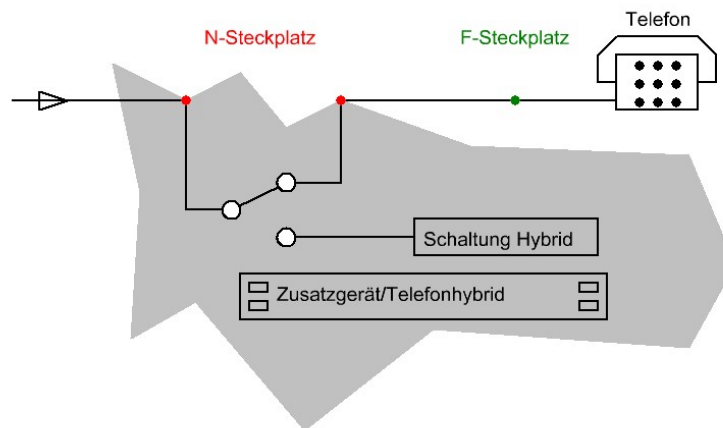 Telefon
N-Steckplatz
F-Steckplatz
Schaltung Hybrid
Zusatzgerät/Telefonhybrid